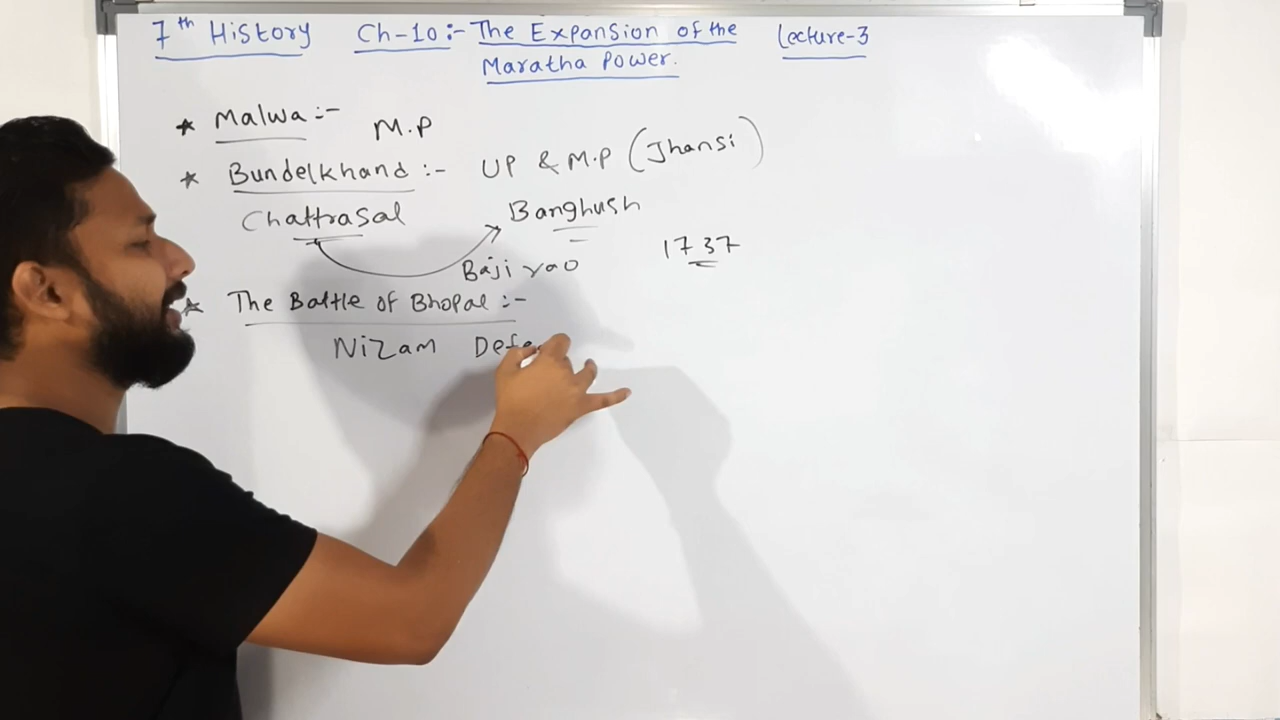 7th History Ch-10:- The Expansion of the Lecture-3
Maratha Power.
★ Malwa :- M.P
★ Bundelkhand :- UP & M.P (Jhansi)
Chattrasal Banghush
1737
Baji rao
★ The Battle of Bhopal :-
Nizam